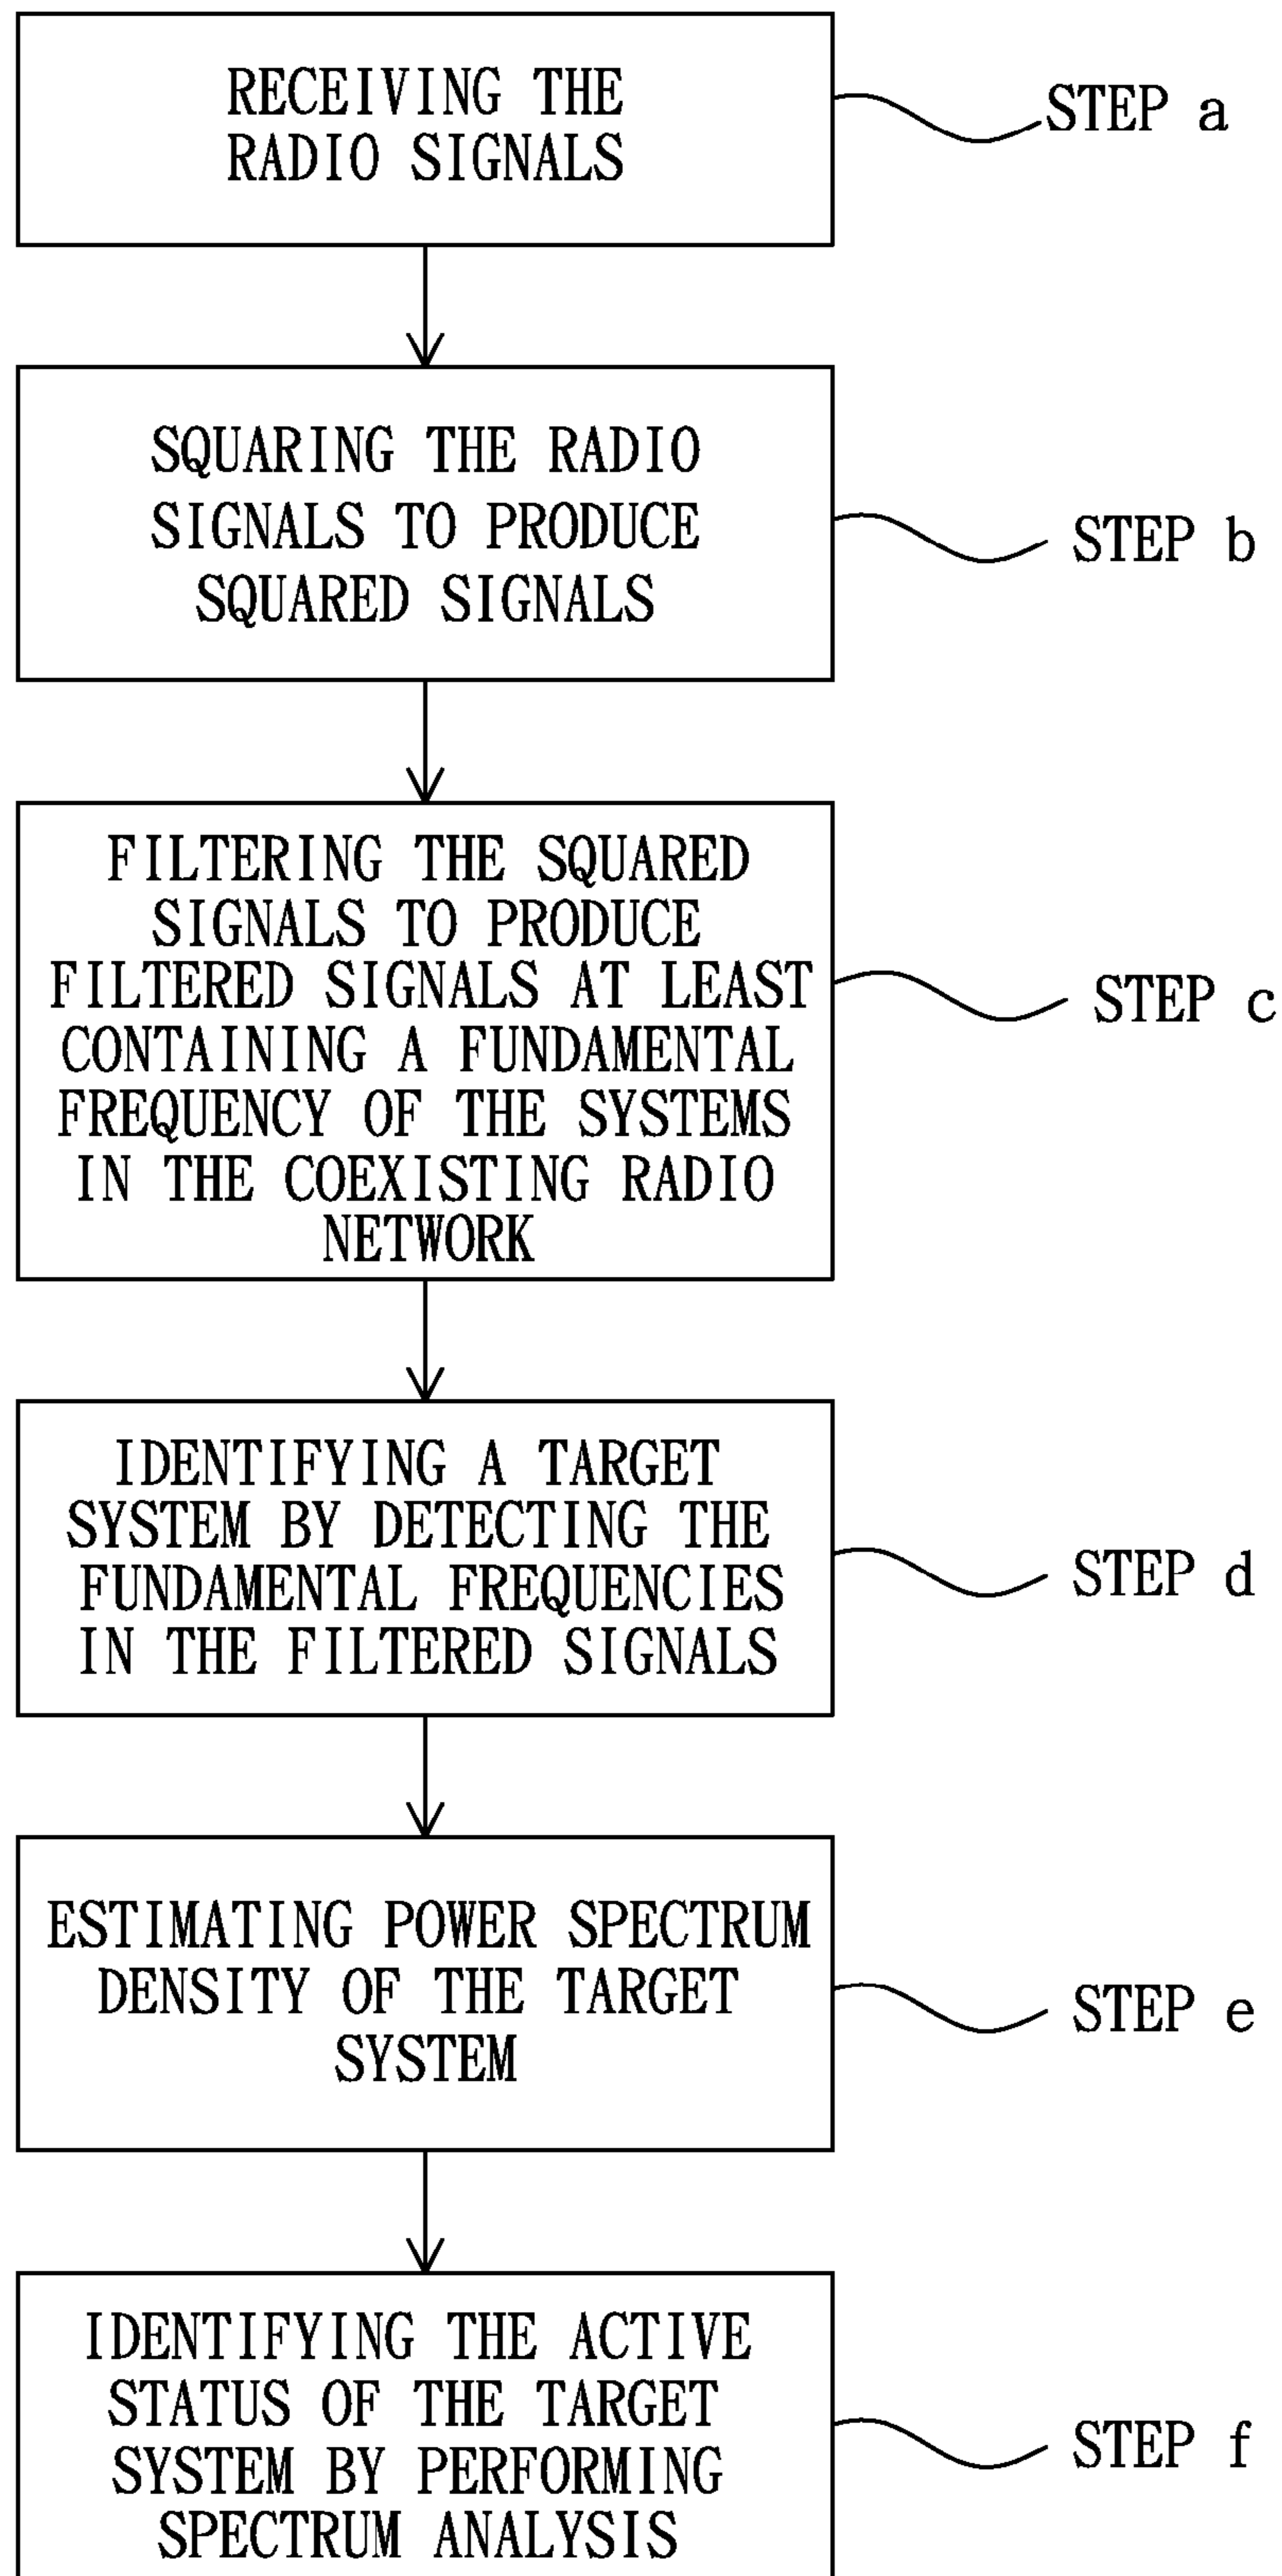 RECEIVING THE
RADIO SIGNALS
STEP a
SQUARING THE RADIO
SIGNALS TO PRODUCE
SQUARED SIGNALS
STEP b
FILTERING THE SQUARED
SIGNALS TO PRODUCE
FILTERED SIGNALS AT LEAST
CONTAINING A FUNDAMENTAL
FREQUENCY OF THE SYSTEMS
IN THE COEXISTING RADIO
NETWORK
STEP c
IDENTIFYING A TARGET
SYSTEM BY DETECTING THE
FUNDAMENTAL FREQUENCIES
IN THE FILTERED SIGNALS
STEP d
ESTIMATING POWER SPECTRUM
DENSITY OF THE TARGET
SYSTEM
STEP e
IDENTIFYING THE ACTIVE
STATUS OF THE TARGET
SYSTEM BY PERFORMING
SPECTRUM ANALYSIS
STEP f